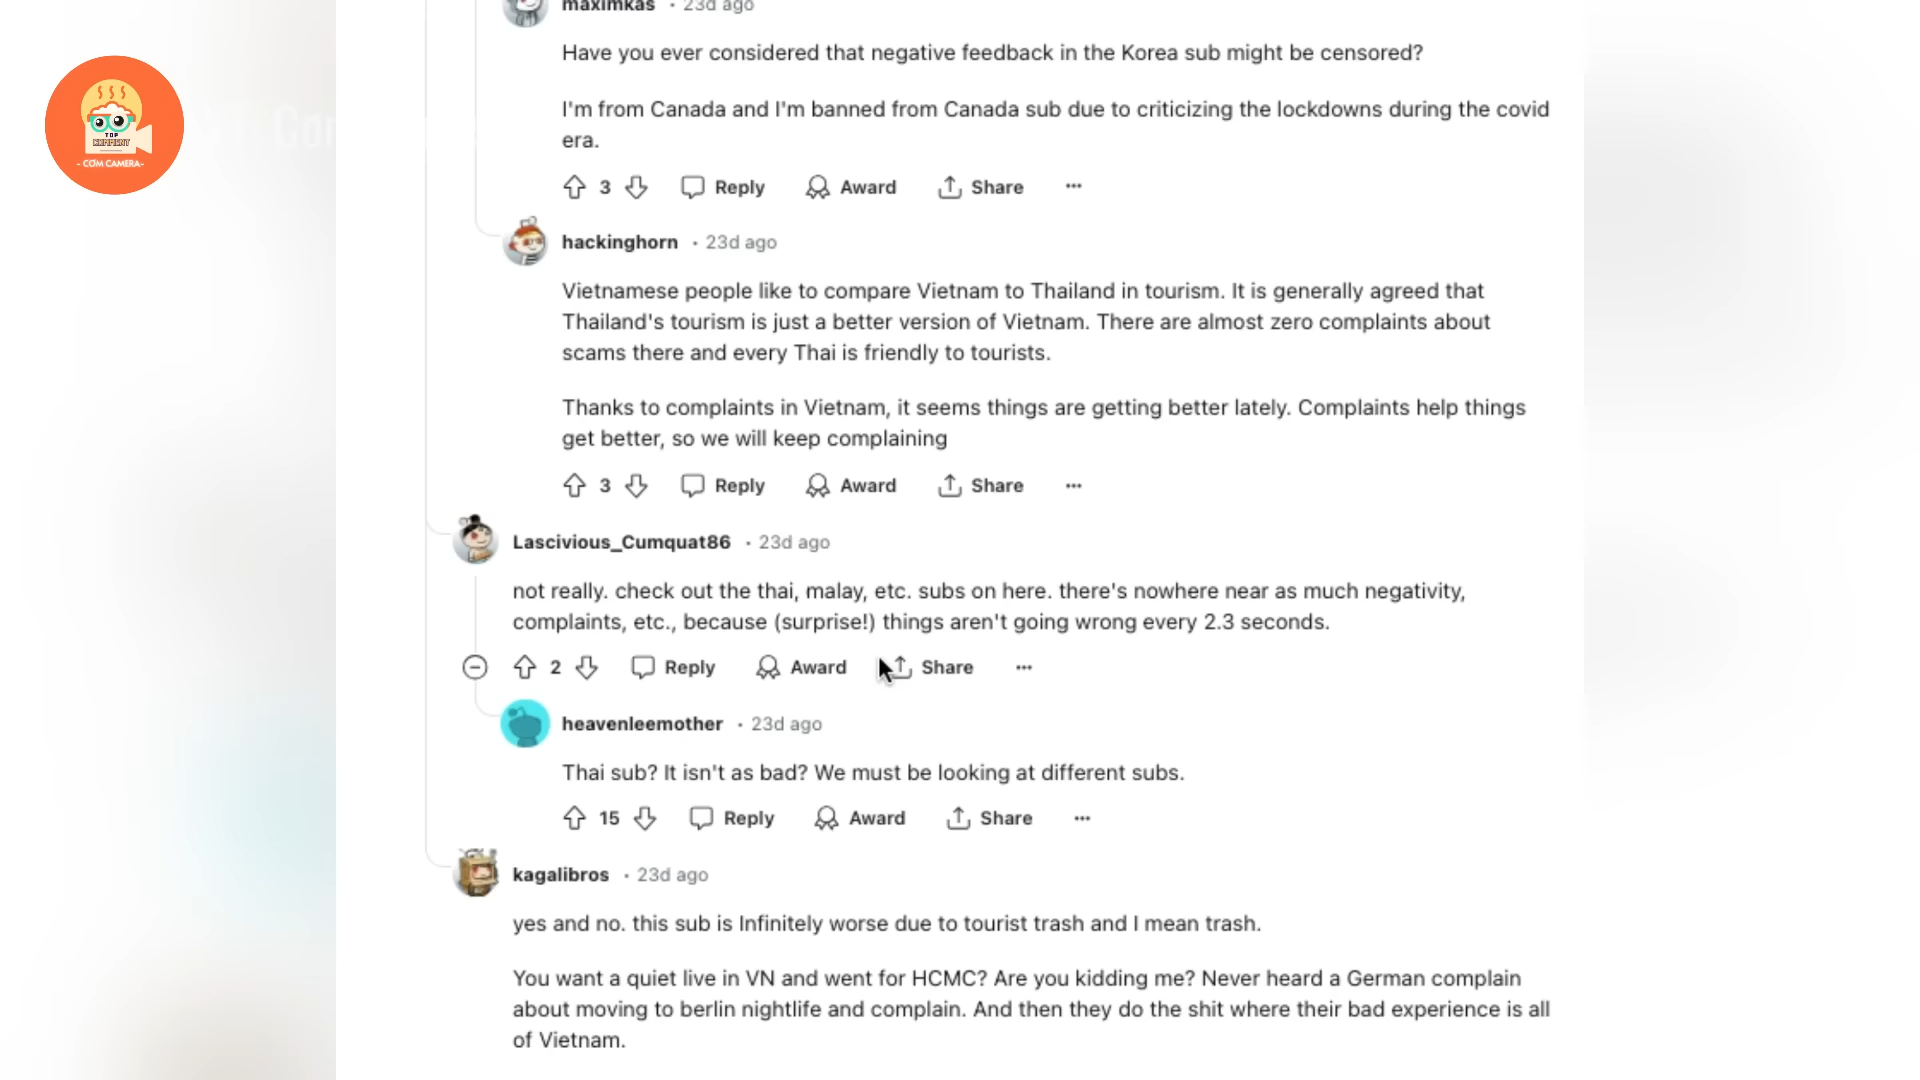 TOP
COMMENT
- CƠM CAMERA-
maximkas • 23d ago
Have you ever considered that negative feedback in the Korea sub might be censored?
I'm from Canada and I'm banned from Canada sub due to criticizing the lockdowns during the covid
era.
3 Reply Award Share ...
hackinghorn • 23d ago
Vietnamese people like to compare Vietnam to Thailand in tourism. It is generally agreed that
Thailand's tourism is just a better version of Vietnam. There are almost zero complaints about
scams there and every Thai is friendly to tourists.
Thanks to complaints in Vietnam, it seems things are getting better lately. Complaints help things
get better, so we will keep complaining
3 Reply Award Share ...
Lascivious_Cumquat86 • 23d ago
not really. check out the thai, malay, etc. subs on here. there's nowhere near as much negativity,
complaints, etc., because (surprise!) things aren't going wrong every 2.3 seconds.
2 Reply Award Share ...
heavenleemother • 23d ago
Thai sub? It isn't as bad? We must be looking at different subs.
15 Reply Award Share ...
kagalibros • 23d ago
yes and no. this sub is Infinitely worse due to tourist trash and I mean trash.
You want a quiet live in VN and went for HCMC? Are you kidding me? Never heard a German complain
about moving to berlin nightlife and complain. And then they do the shit where their bad experience is all
of Vietnam.